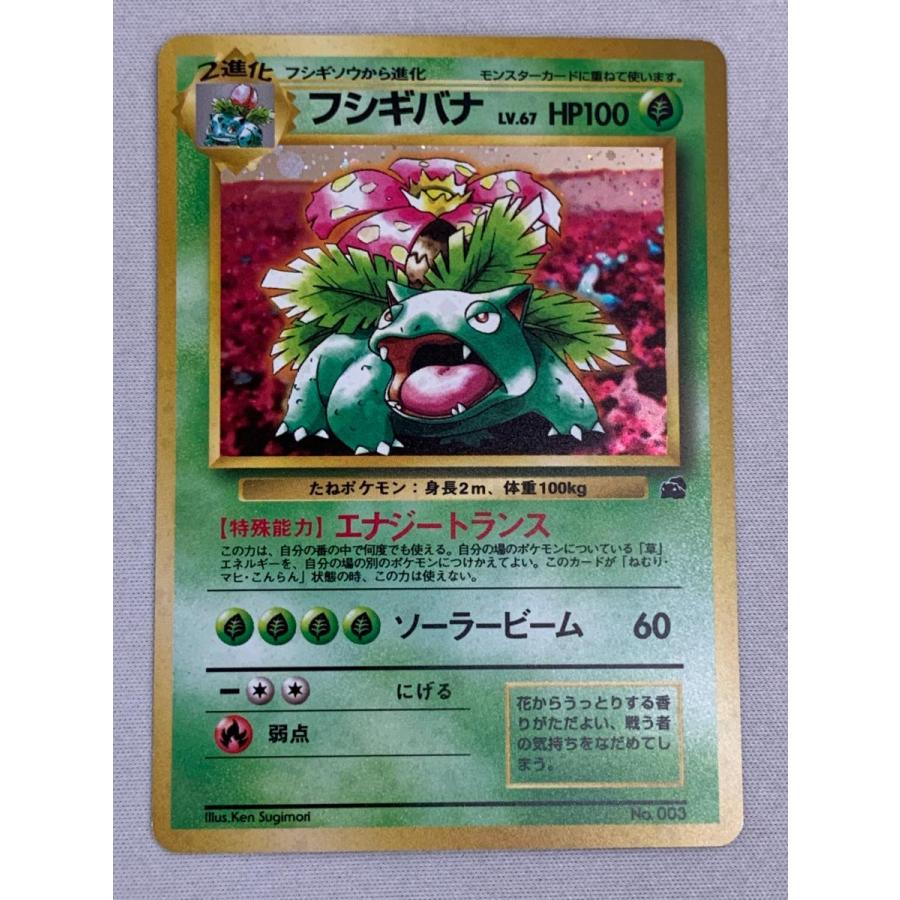 2進化
フシギソウから進化
モンスターカードに重ねて使います。
フシギバナ LV.67 HP100
たねポケモン：身長2m、体重100kg
【特殊能力】エナジートランス
この力は、自分の番の中で何度でも使える。自分の場のポケモンについている「草」
エネルギーを、自分の場の別のポケモンにつけかえてよい。このカードが「ねむり・
マヒ・こんらん」状態の時、この力は使えない。
ソーラービーム 60
ー にげる
弱点
花からうっとりする香
りがただよい、戦う者
の気持ちをなだめてし
まう。
Illus.Ken Sugimori
No. 003